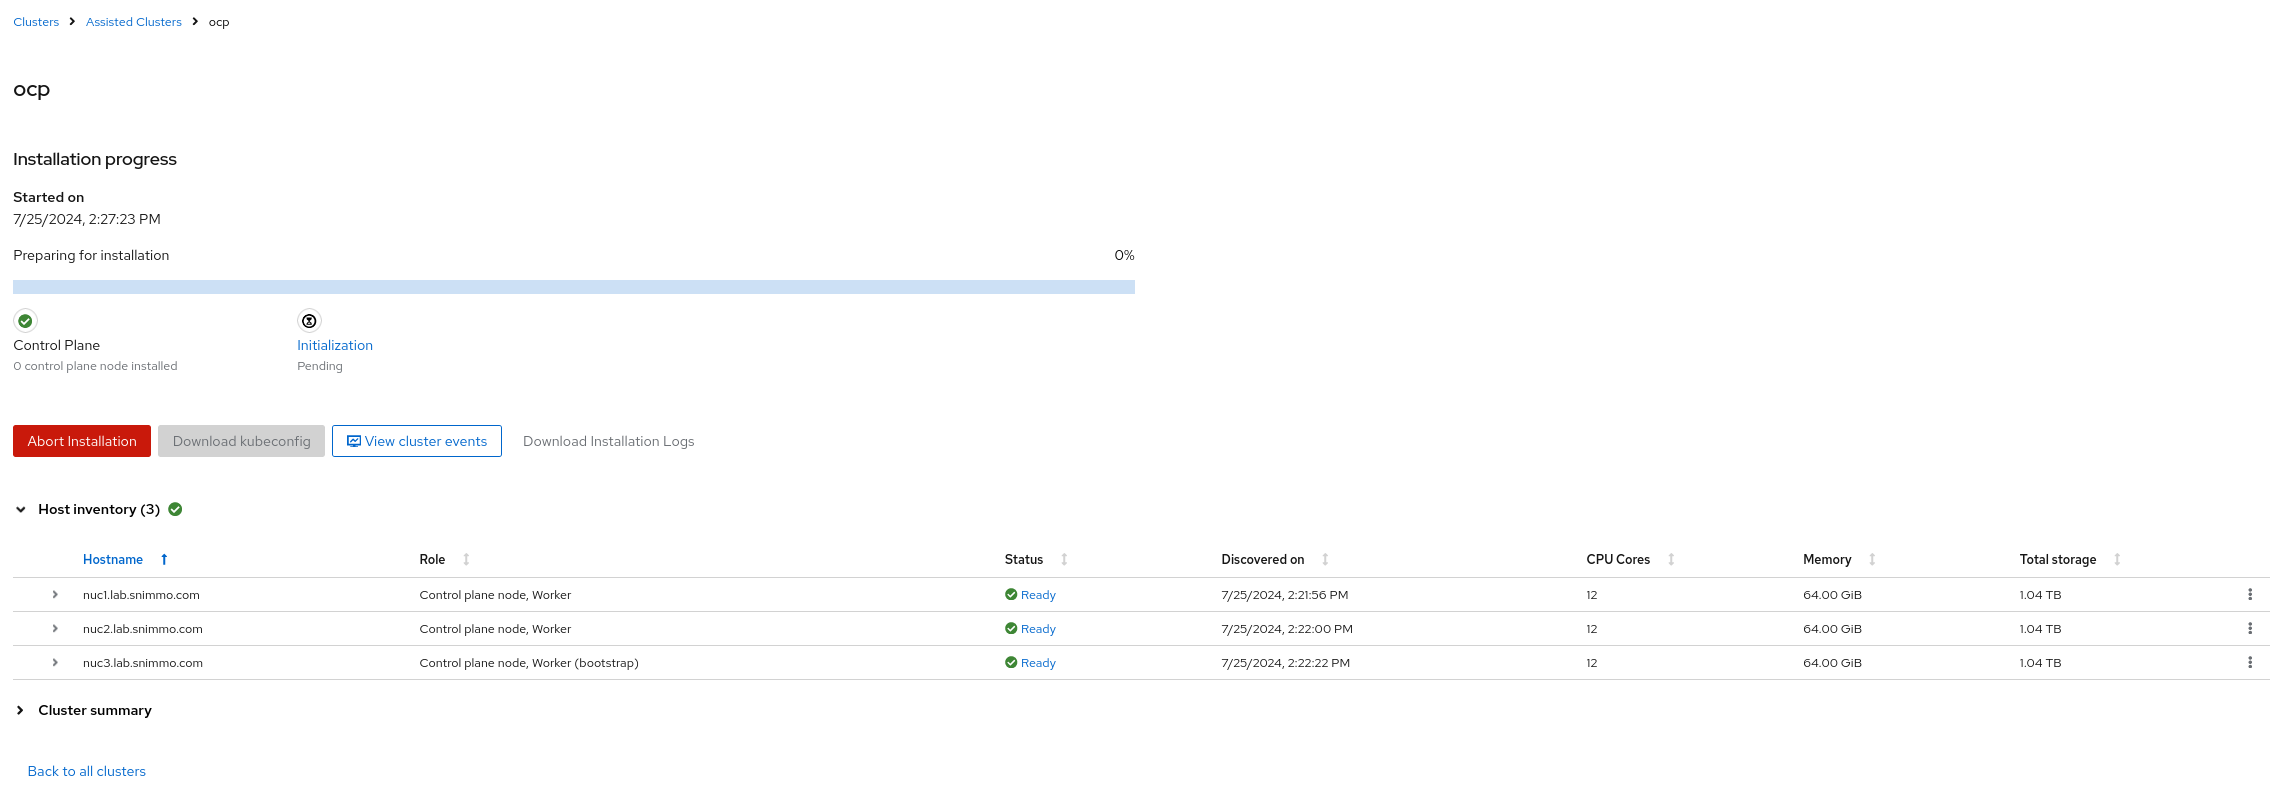 Clusters > Assisted Clusters > ocp
ocp
Installation progress
Started on
7/25/2024, 2:27:23 PM
Preparing for installation 0%
Control Plane Initialization
0 control plane node installed Pending
Abort Installation Download kubeconfig View cluster events Download Installation Logs
Host inventory (3)
Hostname Role Status Discovered on CPU Cores Memory Total storage
nuc1.lab.snimmo.com Control plane node, Worker Ready 7/25/2024, 2:21:56 PM 12 64.00 GiB 1.04 TB
nuc2.lab.snimmo.com Control plane node, Worker Ready 7/25/2024, 2:22:00 PM 12 64.00 GiB 1.04 TB
nuc3.lab.snimmo.com Control plane node, Worker (bootstrap) Ready 7/25/2024, 2:22:22 PM 12 64.00 GiB 1.04 TB
Cluster summary
Back to all clusters